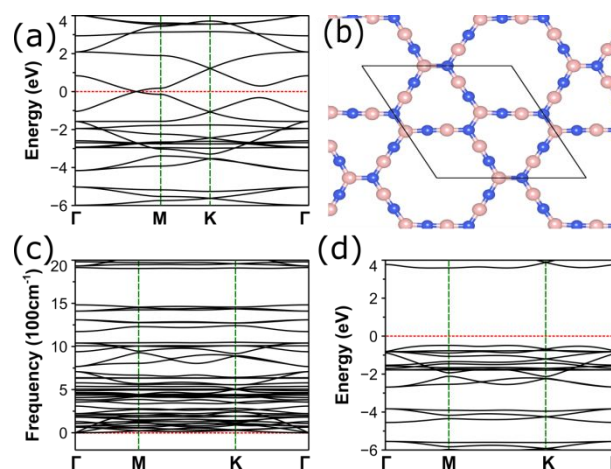 (a)
4
2
0
−2
−4
−6
Energy (eV)
Γ M K Γ
(b)
(c)
20
15
10
5
0
Frequency (100cm⁻¹)
Γ M K Γ
(d)
4
2
0
−2
−4
−6
Energy (eV)
Γ M K